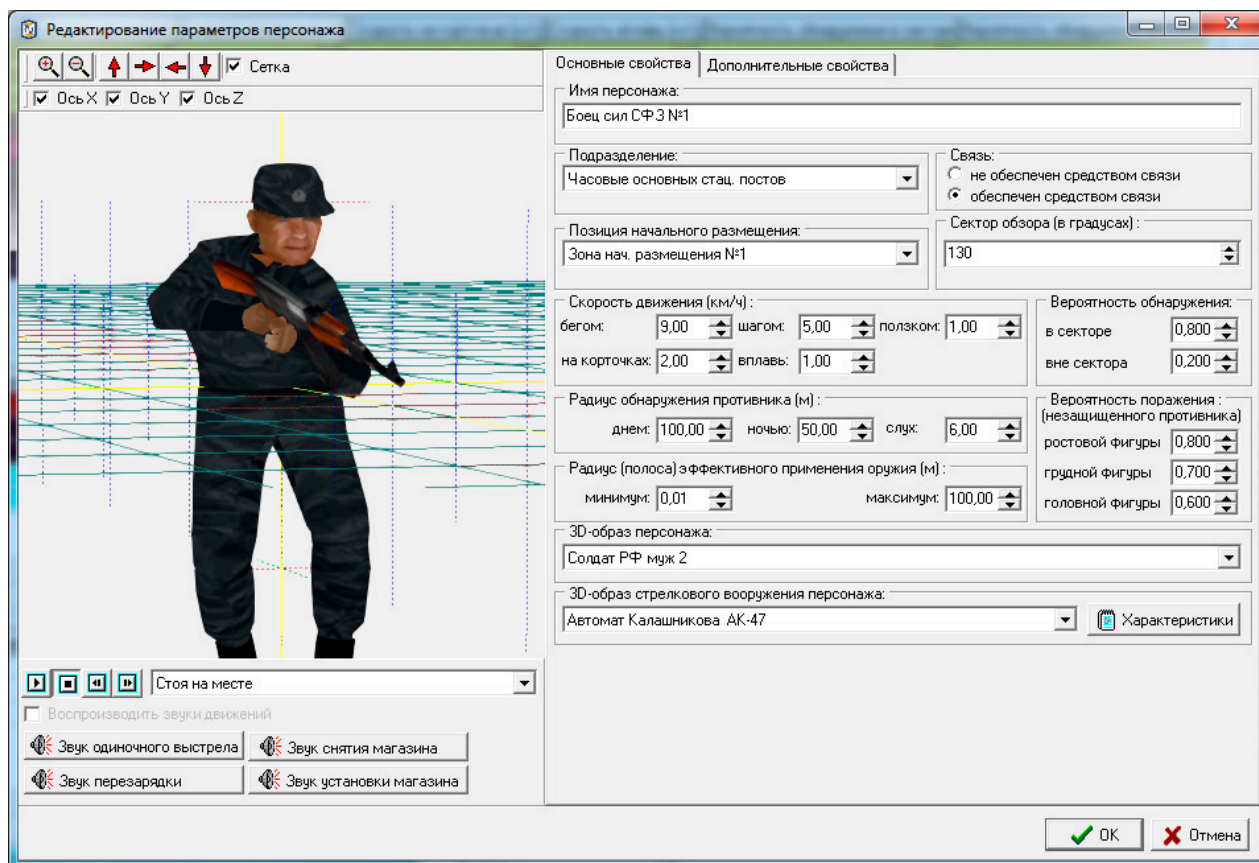 Редактирование параметров персонажа
Сетка
Ось X Ось Y Ось Z
Основные свойства Дополнительные свойства
Имя персонажа:
Боец сил СФЗ №1
Подразделение:
Часовые основных стац. постов
Связь:
не обеспечен средством связи
обеспечен средством связи
Позиция начального размещения:
Зона нач. размещения №1
Сектор обзора (в градусах) :
130
Скорость движения (км/ч) :
бегом: 9,00 шагом: 5,00 ползком: 1,00
на корточках: 2,00 вплавь: 1,00
Вероятность обнаружения:
в секторе 0,800
вне сектора 0,200
Радиус обнаружения противника (м) :
днем: 100,00 ночью: 50,00 слух: 6,00
Радиус (полоса) эффективного применения оружия (м) :
минимум: 0,01 максимум: 100,00
Вероятность поражения :
(незащищенного противника)
ростовой фигуры 0,800
грудной фигуры 0,700
головной фигуры 0,600
3D-образ персонажа:
Солдат РФ муж 2
3D-образ стрелкового вооружения персонажа:
Автомат Калашникова АК-47 Характеристики
Стоя на месте
Воспроизводить звуки движений
Звук одиночного выстрела Звук снятия магазина
Звук перезарядки Звук установки магазина
OK Отмена